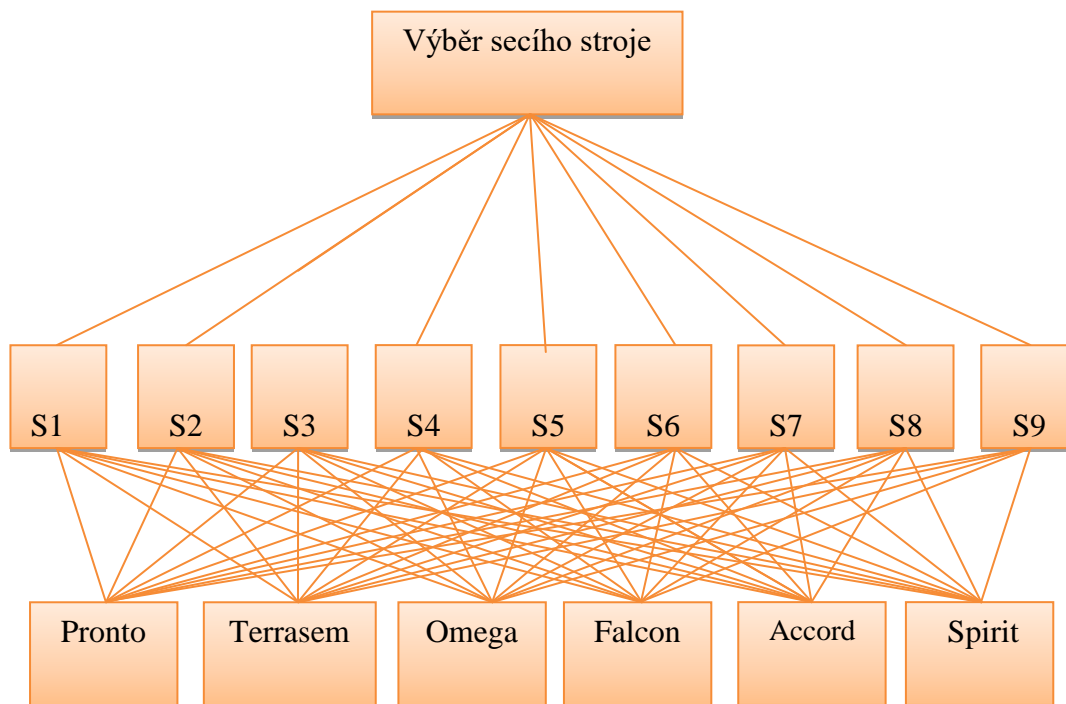 Výběr secího stroje
S1 S2 S3 S4 S5 S6 S7 S8 S9
Pronto Terrasem Omega Falcon Accord Spirit